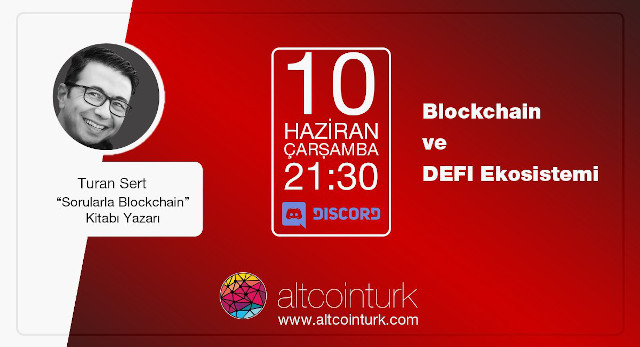 Turan Sert
“Sorularla Blockchain”
Kitabı Yazarı
10
HAZİRAN
ÇARŞAMBA
21:30
DISCORD
Blockchain
ve
DEFI Ekosistemi
altcointurk
www.altcointurk.com